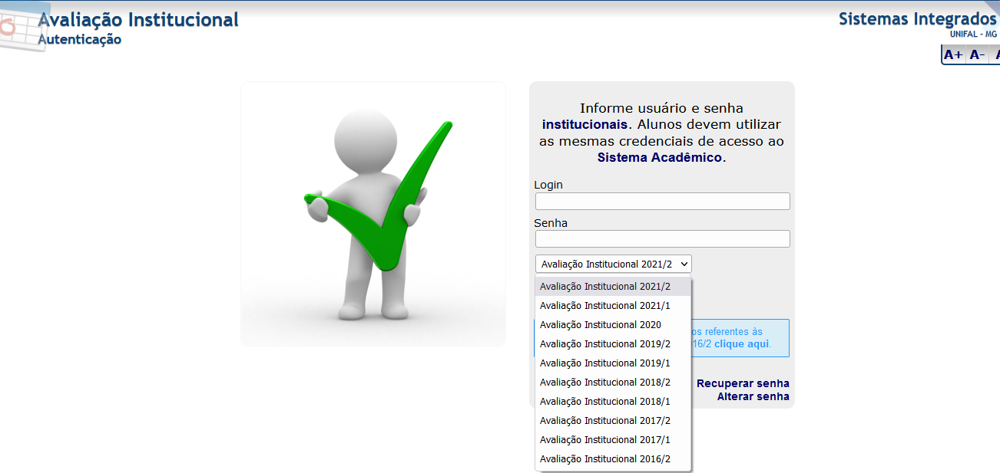 Avaliação Institucional
Autenticação
Sistemas Integrados
UNIFAL - MG
A+ A-
Informe usuário e senha
institucionais. Alunos devem utilizar
as mesmas credenciais de acesso ao
Sistema Acadêmico.
Login
Senha
Avaliação Institucional 2021/2
Avaliação Institucional 2021/2
Avaliação Institucional 2021/1
Avaliação Institucional 2020
Avaliação Institucional 2019/2
Avaliação Institucional 2019/1
Avaliação Institucional 2018/2
Avaliação Institucional 2018/1
Avaliação Institucional 2017/2
Avaliação Institucional 2017/1
Avaliação Institucional 2016/2
os referentes às
16/2 clique aqui.
Recuperar senha
Alterar senha